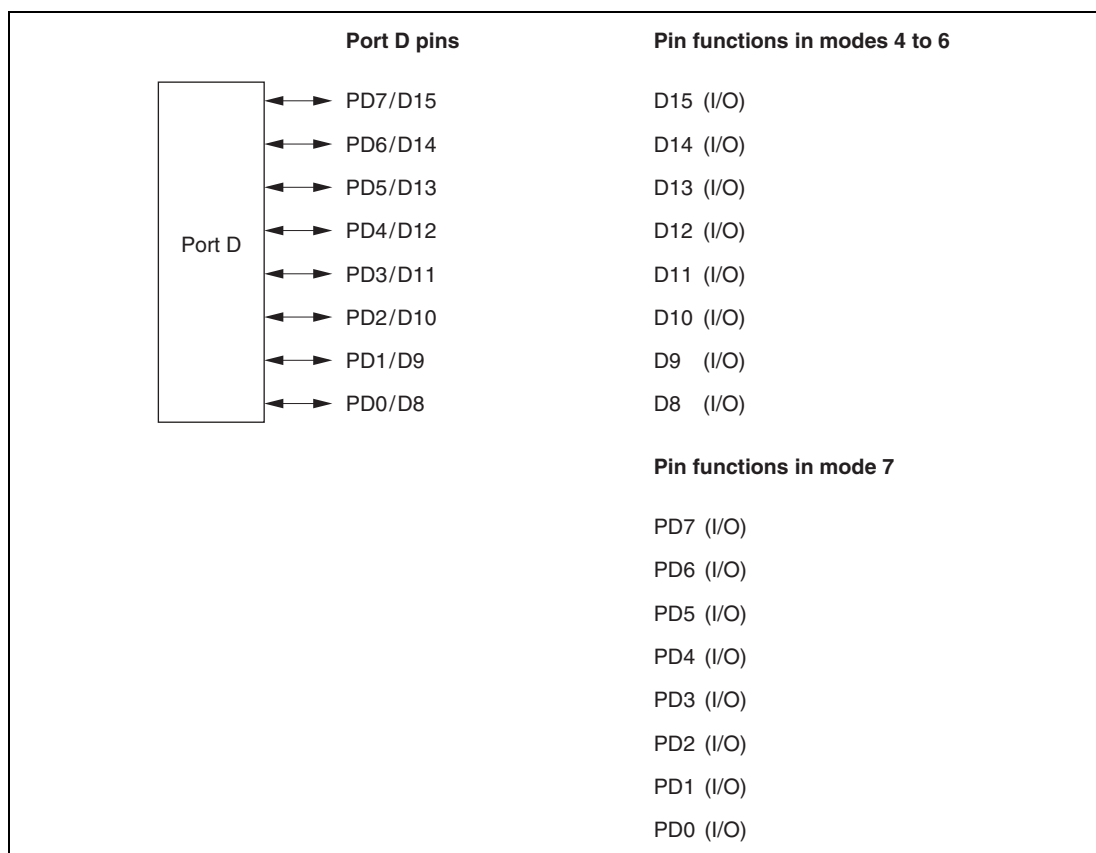 Port D pins Pin functions in modes 4 to 6
PD7/D15 D15 (I/O)
PD6/D14 D14 (I/O)
PD5/D13 D13 (I/O)
PD4/D12 D12 (I/O)
Port D
PD3/D11 D11 (I/O)
PD2/D10 D10 (I/O)
PD1/D9 D9 (I/O)
PD0/D8 D8 (I/O)
Pin functions in mode 7
PD7 (I/O)
PD6 (I/O)
PD5 (I/O)
PD4 (I/O)
PD3 (I/O)
PD2 (I/O)
PD1 (I/O)
PD0 (I/O)